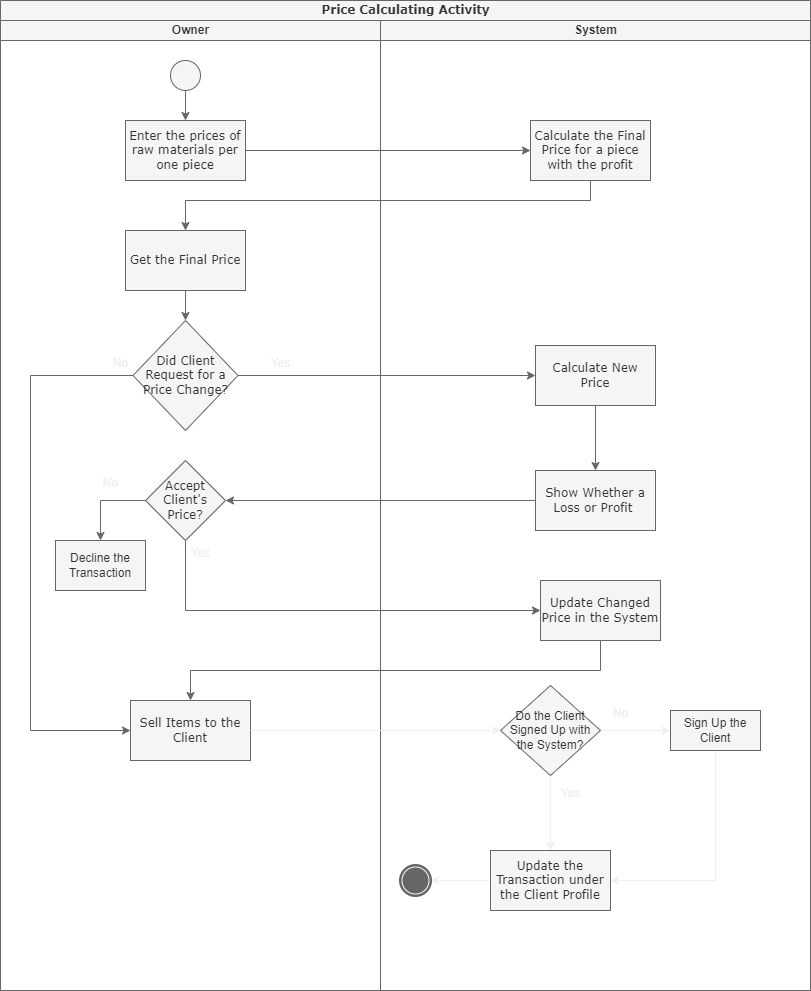 Price Calculating Activity
Owner
System
Enter the prices of
raw materials per
one piece
Calculate the Final
Price for a piece
with the profit
Get the Final Price
Did Client
Request for a
Price Change?
No
Yes
Calculate New
Price
Accept
Client's
Price?
No
Yes
Show Whether a
Loss or Profit
Decline the
Transaction
Update Changed
Price in the System
Sell Items to the
Client
Do the Client
Signed Up with
the System?
No
Yes
Sign Up the
Client
Update the
Transaction under
the Client Profile